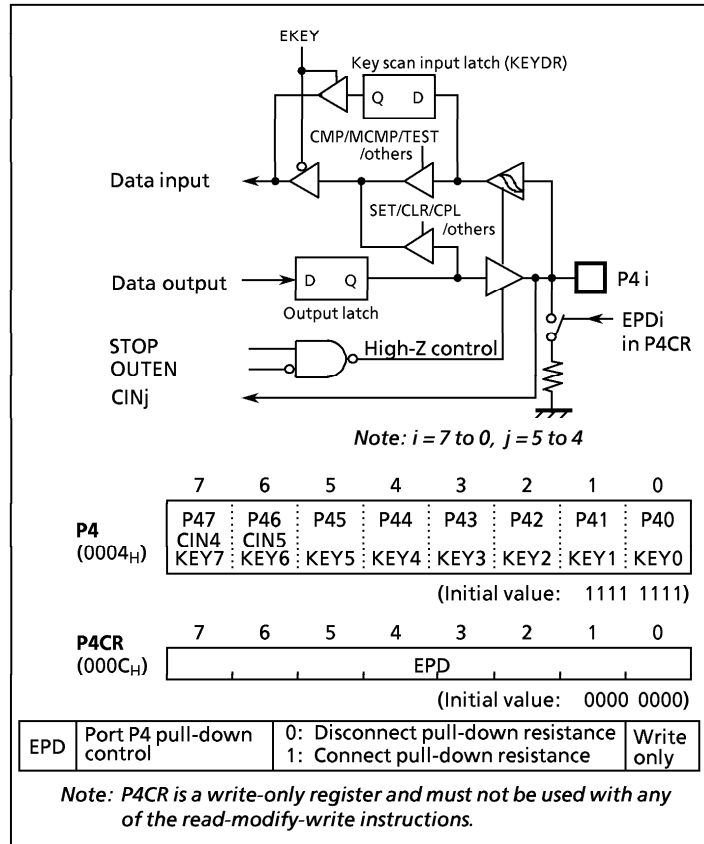 EKEY
Key scan input latch (KEYDR)
Q D
CMP/MCMP/TEST
/others
Data input
SET/CLR/CPL
/others
Data output
D Q
P4 i
Output latch
EPDi
in P4CR
STOP
High-Z control
OUTEN
CINj
Note: i = 7 to 0, j = 5 to 4
7 6 5 4 3 2 1 0
P4
(0004H)
P47 P46 P45 P44 P43 P42 P41 P40
CIN4 CIN5
KEY7 KEY6 KEY5 KEY4 KEY3 KEY2 KEY1 KEY0
(Initial value: 1111 1111)
P4CR
(000CH)
7 6 5 4 3 2 1 0
EPD
(Initial value: 0000 0000)
EPD
Port P4 pull-down
control
0: Disconnect pull-down resistance
1: Connect pull-down resistance
Write
only
Note: P4CR is a write-only register and must not be used with any
of the read-modify-write instructions.